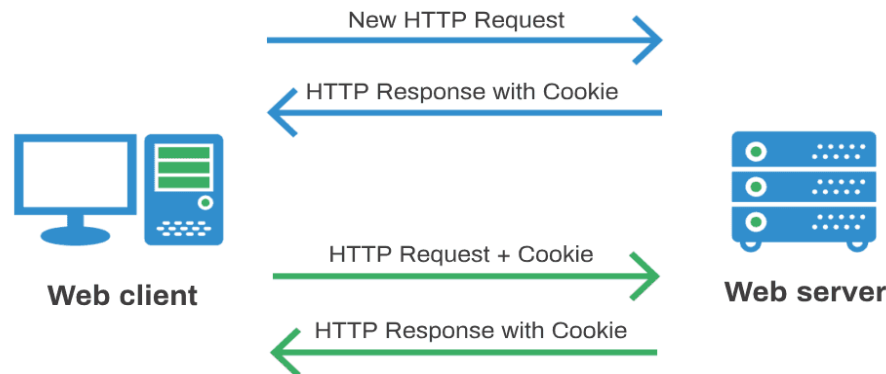 New HTTP Request
HTTP Response with Cookie
HTTP Request + Cookie
Web client
Web server
HTTP Response with Cookie